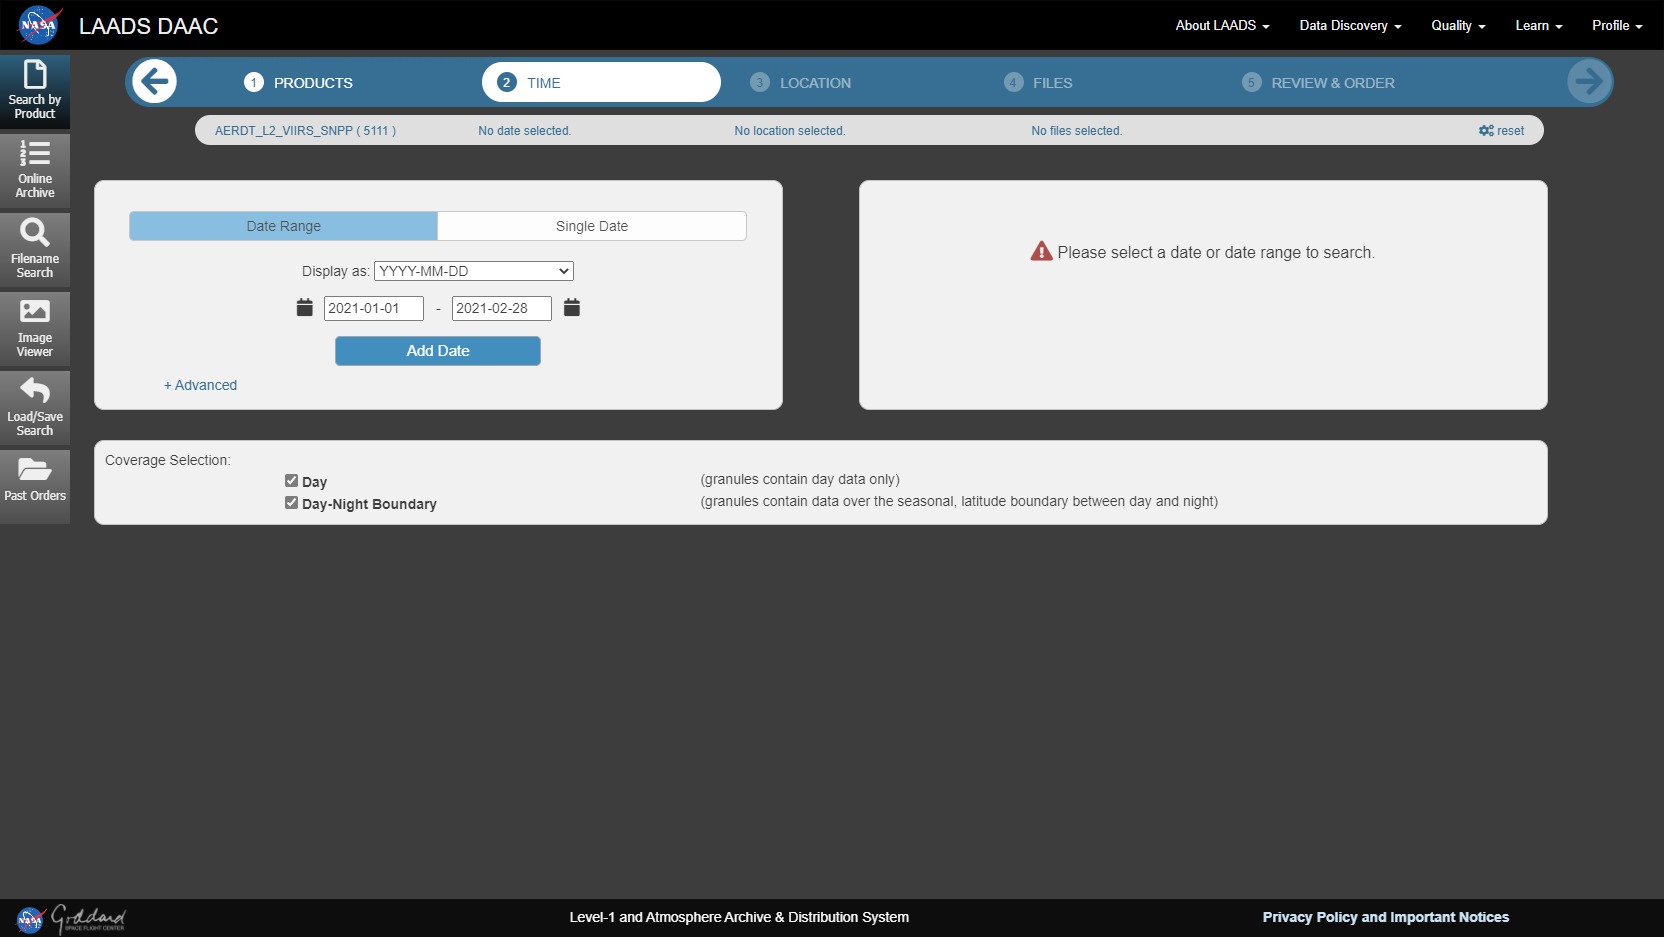 NASA
LAADS DAAC
About LAADS
Data Discovery
Quality
Learn
Profile
Search by
Product
1 PRODUCTS
2 TIME
3 LOCATION
4 FILES
5 REVIEW & ORDER
AERDT_L2_VIIRS_SNPP ( 5111 )
No date selected.
No location selected.
No files selected.
reset
1
2
3
Online
Archive
Filename
Search
Image
Viewer
Load/Save
Search
Past Orders
Date Range
Single Date
Display as: YYYY-MM-DD
2021-01-01 - 2021-02-28
Add Date
+ Advanced
Please select a date or date range to search.
Coverage Selection:
Day
(granules contain day data only)
Day-Night Boundary
(granules contain data over the seasonal, latitude boundary between day and night)
NASA
Goddard
SPACE FLIGHT CENTER
Level-1 and Atmosphere Archive & Distribution System
Privacy Policy and Important Notices